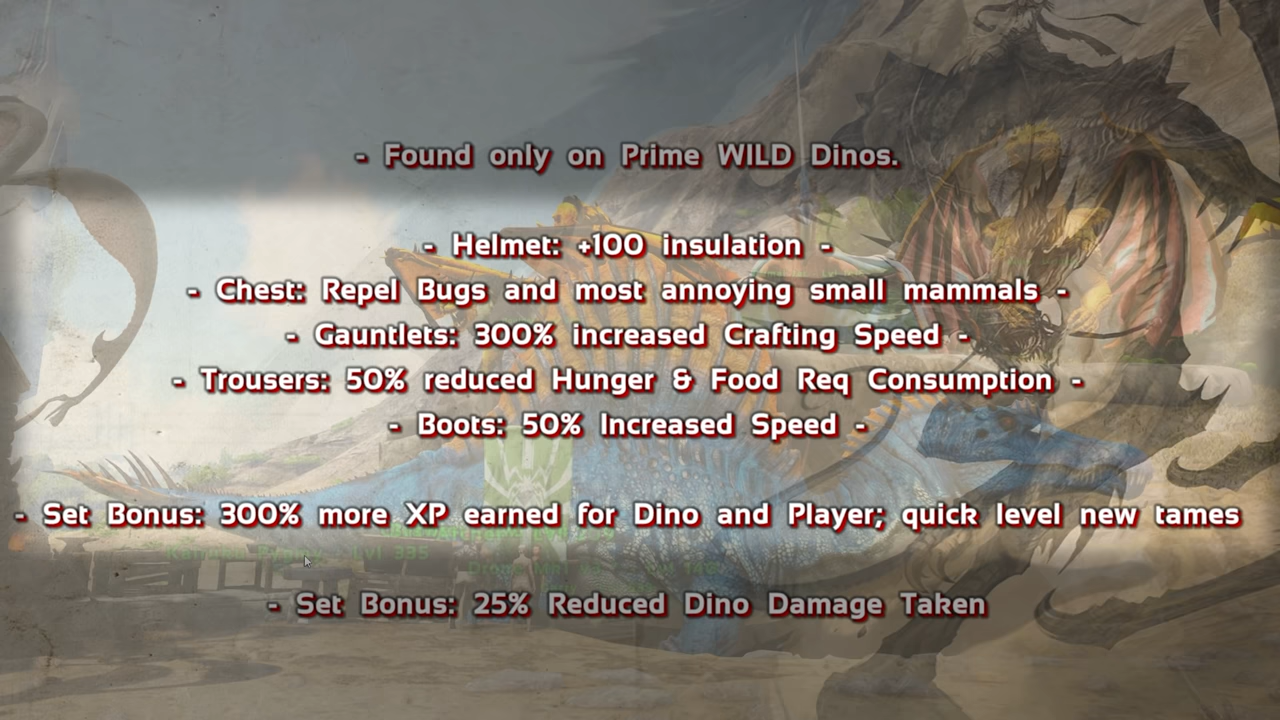 - Found only on Prime WILD Dinos.
- Helmet: +100 insulation -
- Chest: Repel Bugs and most annoying small mammals -
- Gauntlets: 300% increased Crafting Speed -
- Trousers: 50% reduced Hunger & Food Req Consumption -
- Boots: 50% Increased Speed -
- Set Bonus: 300% more XP earned for Dino and Player; quick level new tames
Lvl 335
- Set Bonus: 25% Reduced Dino Damage Taken